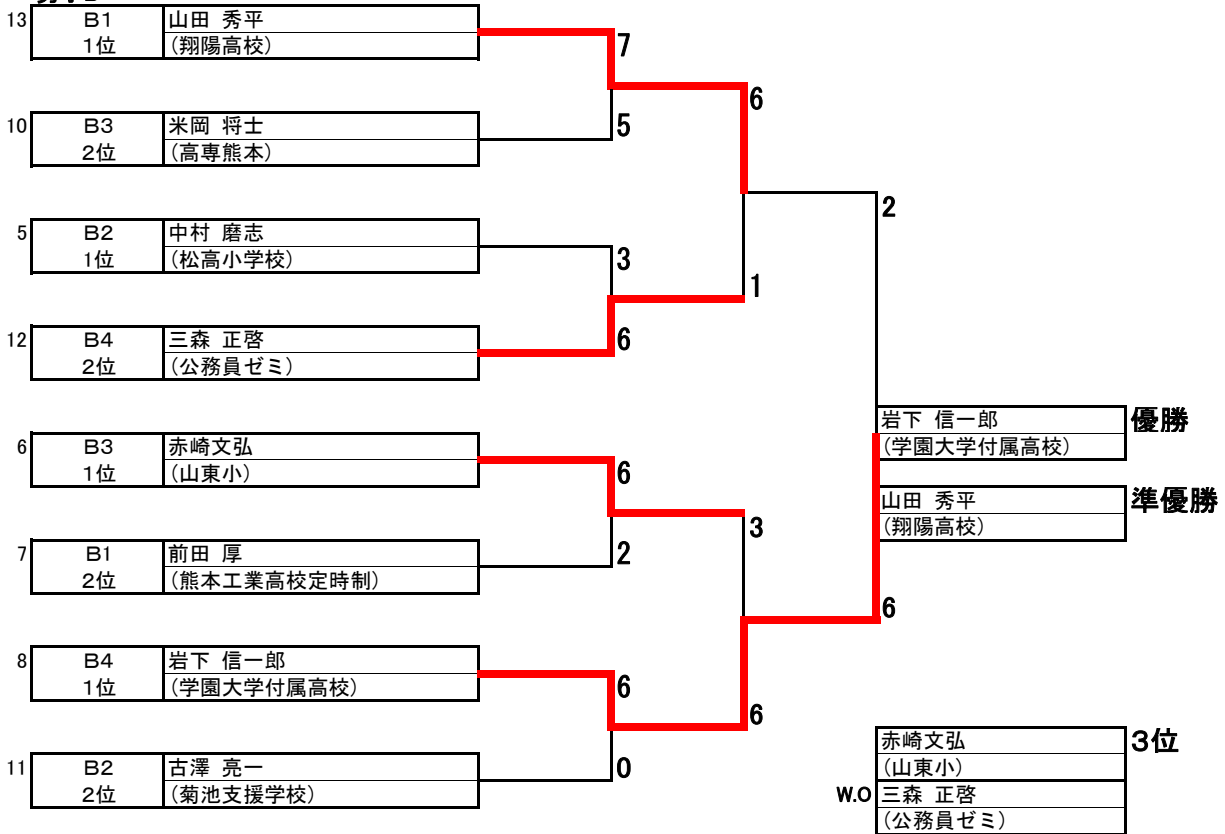 13 B1 山田 秀平
1位 (翔陽高校)
7
6
10 B3 米岡 将士
2位 (高専熊本)
5
2
5 B2 中村 磨志
1位 (松高小学校)
3
1
12 B4 三森 正啓
2位 (公務員ゼミ)
6
岩下 信一郎 優勝
(学園大学付属高校)
6 B3 赤崎文弘
1位 (山東小)
6
山田 秀平 準優勝
(翔陽高校)
3
7 B1 前田 厚
2位 (熊本工業高校定時制)
2
6
8 B4 岩下 信一郎
1位 (学園大学付属高校)
6
6
赤崎文弘 3位
(山東小)
11 B2 古澤 亮一
2位 (菊池支援学校)
0
W.O 三森 正啓
(公務員ゼミ)